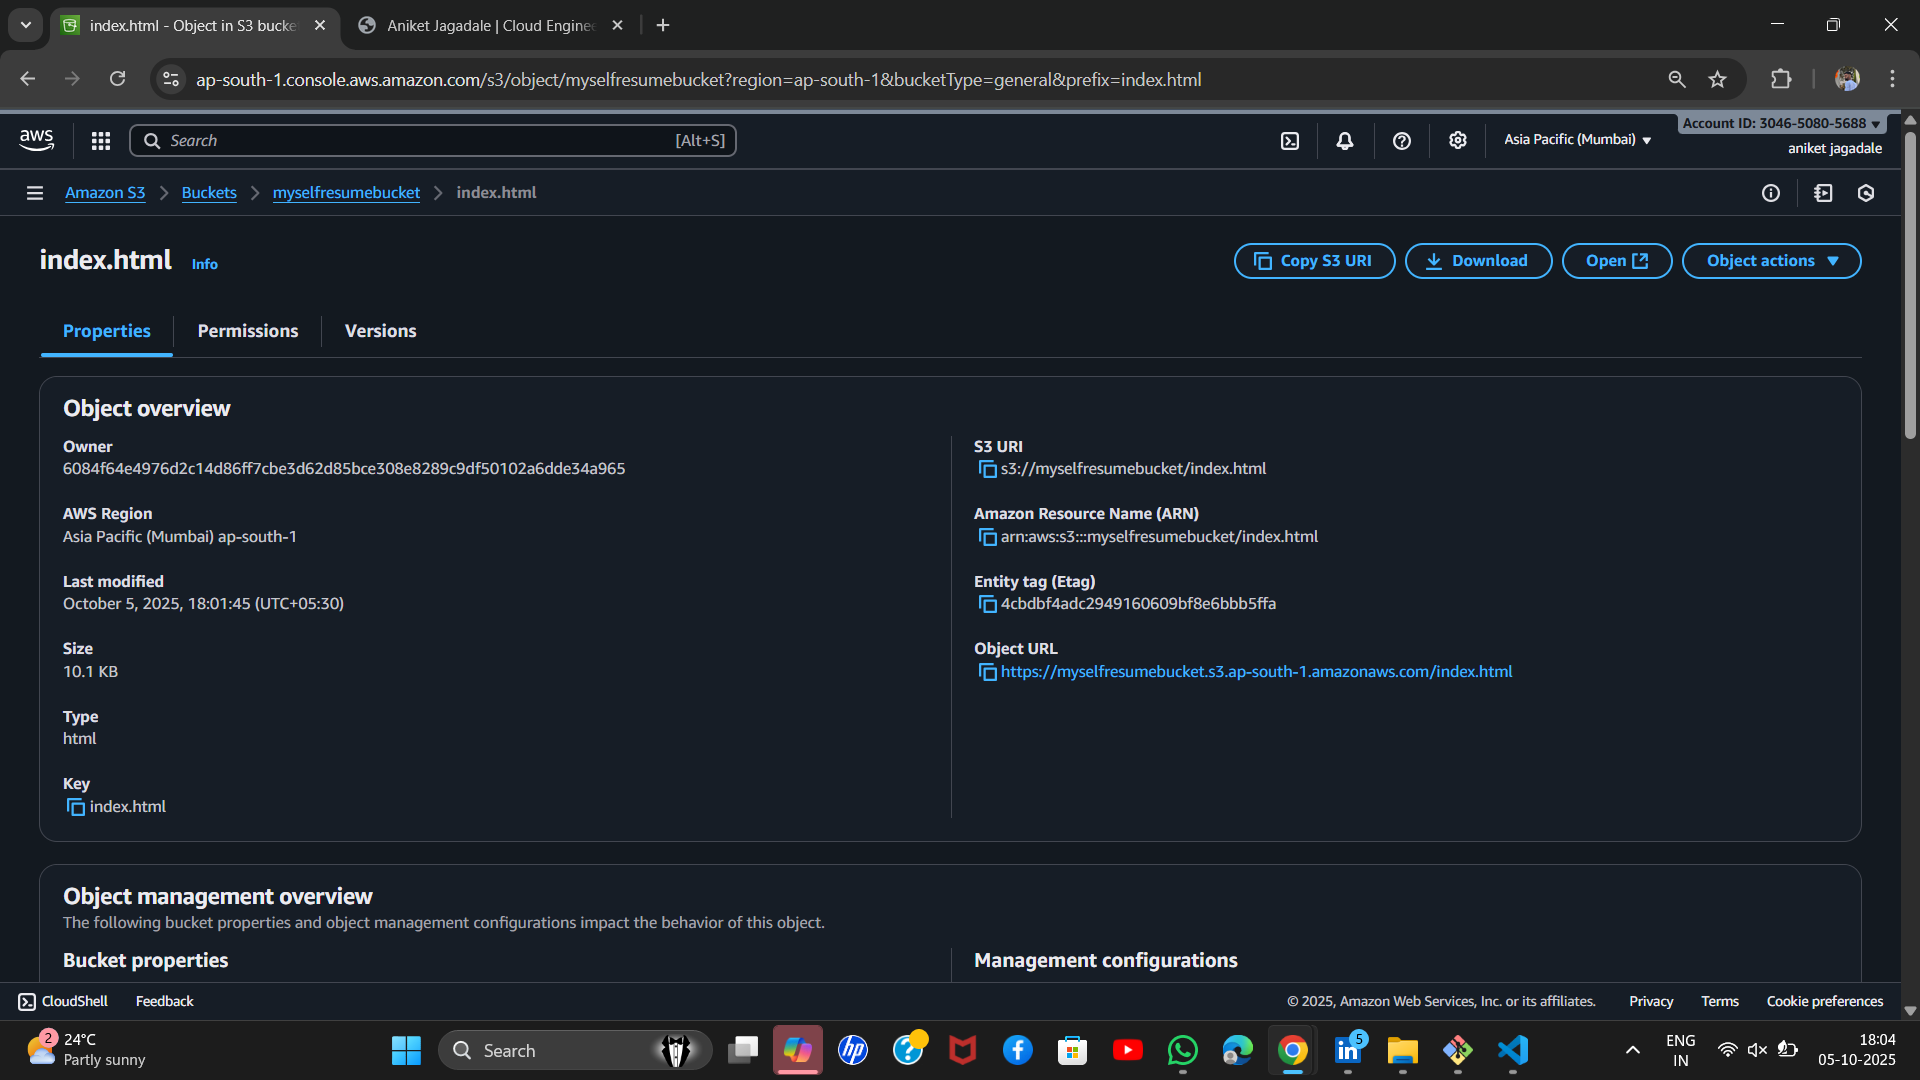 index.html - Object in S3 bucke
Aniket Jagadale | Cloud Enginee
ap-south-1.console.aws.amazon.com/s3/object/myselfresumebucket?region=ap-south-1&bucketType=general&prefix=index.html
aws
Search
[Alt+S]
Asia Pacific (Mumbai)
Account ID: 3046-5080-5688
aniket jagadale
Amazon S3
Buckets
myselfresumebucket
index.html
index.html
Info
Copy S3 URI
Download
Open
Object actions
Properties
Permissions
Versions
Object overview
Owner
6084f64e4976d2c14d86ff7cbe3d62d85bce308e8289c9df50102a6dde34a965
AWS Region
Asia Pacific (Mumbai) ap-south-1
Last modified
October 5, 2025, 18:01:45 (UTC+05:30)
Size
10.1 KB
Type
html
Key
index.html
S3 URI
s3://myselfresumebucket/index.html
Amazon Resource Name (ARN)
arn:aws:s3:::myselfresumebucket/index.html
Entity tag (Etag)
4cbdbf4adc2949160609bf8e6bbb5ffa
Object URL
https://myselfresumebucket.s3.ap-south-1.amazonaws.com/index.html
Object management overview
The following bucket properties and object management configurations impact the behavior of this object.
Bucket properties
Management configurations
CloudShell
Feedback
© 2025, Amazon Web Services, Inc. or its affiliates.
Privacy
Terms
Cookie preferences
2
24°C
Partly sunny
Search
hp
5
ENG
IN
18:04
05-10-2025